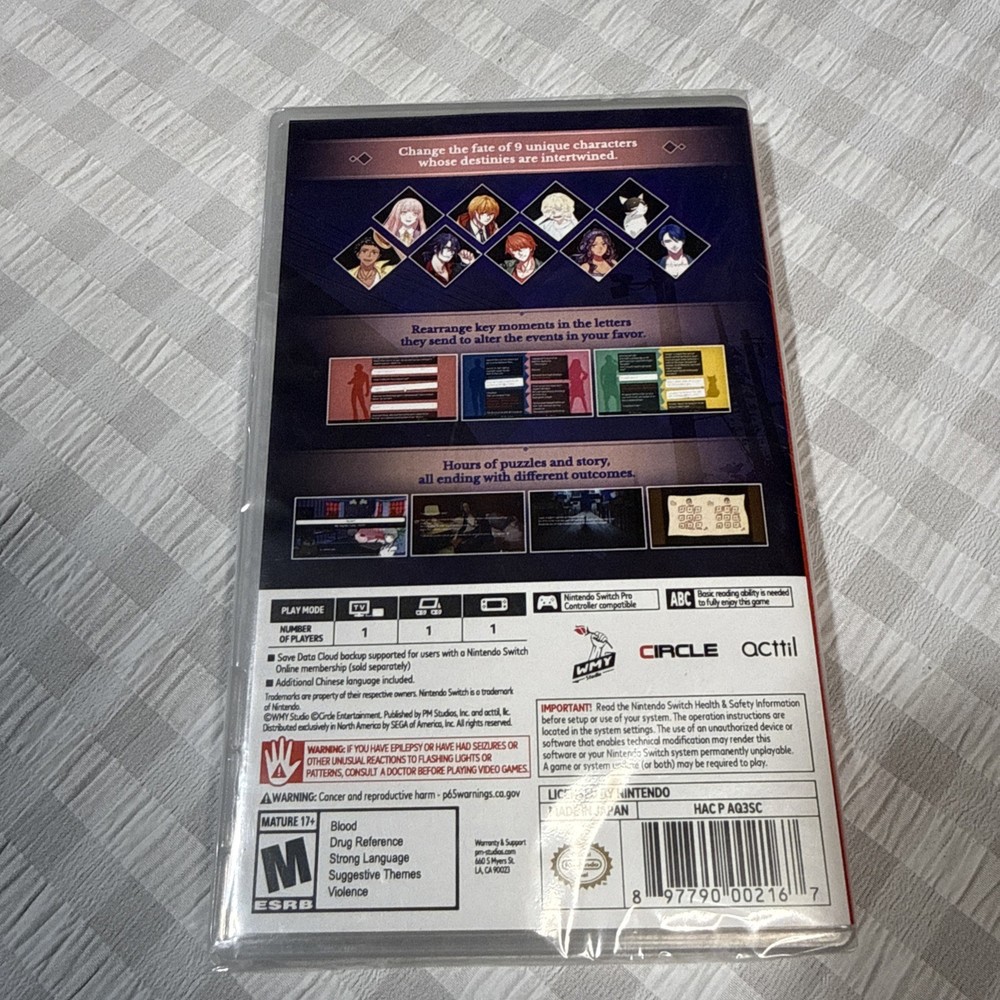 Change the fate of 9 unique characters
whose destinies are intertwined.
Rearrange key moments in the letters
they send to alter the events in your favor.
Hours of puzzles and story,
all ending with different outcomes.
PLAY MODE
TV
NUMBER
OF PLAYERS
1
1
1
Nintendo Switch Pro
Controller compatible
ABC
Basic reading ability is needed
to fully enjoy this game
■ Save Data Cloud backup supported for users with a Nintendo Switch
Online membership (sold separately)
■ Additional Chinese language included.
Trademarks are property of their respective owners. Nintendo Switch is a trademark
of Nintendo.
©WMY Studio ©Circle Entertainment. Published by PM Studios, Inc. and acttil, llc.
Distributed exclusively in North America by SEGA of America, Inc. All rights reserved.
WMY
Studio
CIRCLE
acttil
IMPORTANT! Read the Nintendo Switch Health & Safety Information
before setup or use of your system. The operation instructions are
located in the system settings. The use of an unauthorized device or
software that enables technical modification may render this
software or your Nintendo Switch system permanently unplayable.
A game or system update (or both) may be required to play.
WARNING: IF YOU HAVE EPILEPSY OR HAVE HAD SEIZURES OR
OTHER UNUSUAL REACTIONS TO FLASHING LIGHTS OR
PATTERNS, CONSULT A DOCTOR BEFORE PLAYING VIDEO GAMES.
WARNING: Cancer and reproductive harm - p65warnings.ca.gov
LICENSED BY NINTENDO
MADE IN JAPAN
HAC P AQ3SC
MATURE 17+
M
ESRB
Blood
Drug Reference
Strong Language
Suggestive Themes
Violence
Warranty & Support
pm-studios.com
660 S Myers St.
LA, CA 90023
Nintendo
8 97790 00216 7